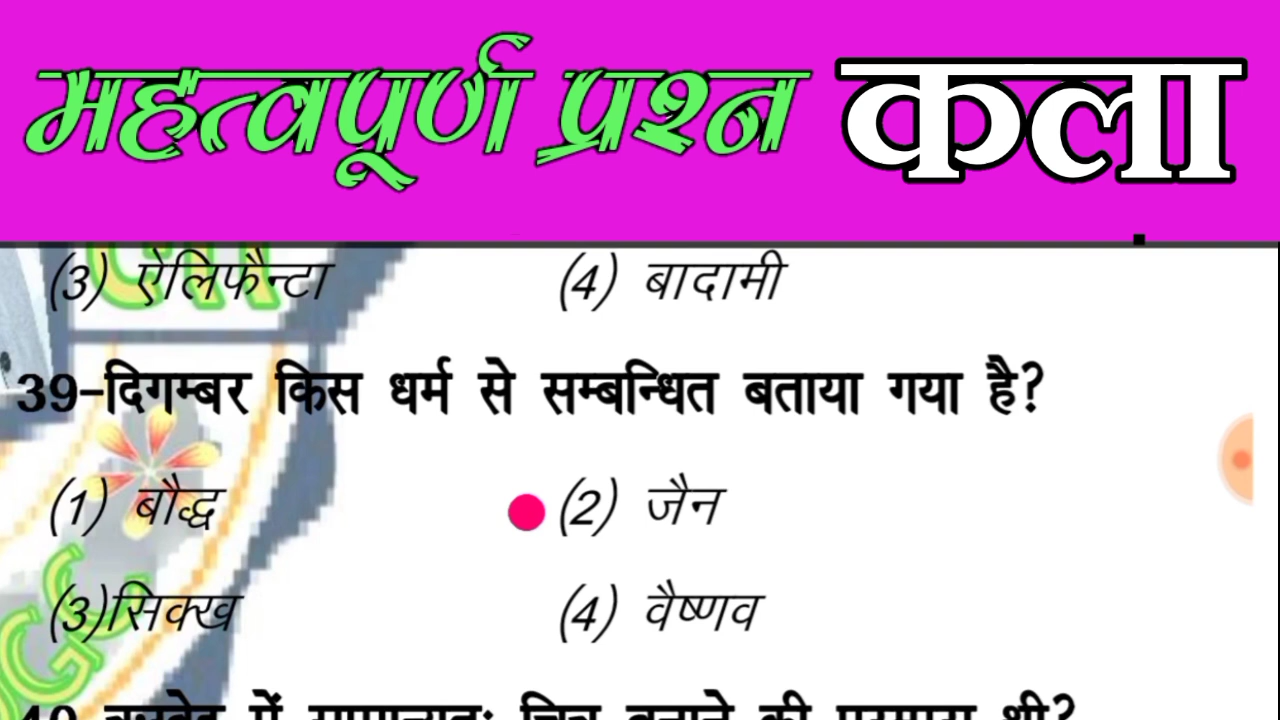 महत्वपूर्ण प्रश्न कला
(3) ऐलिफैन्टा (4) बादामी
39-दिगम्बर किस धर्म से सम्बन्धित बताया गया है?
(1) बौद्ध (2) जैन
(3)सिक्ख (4) वैष्णव